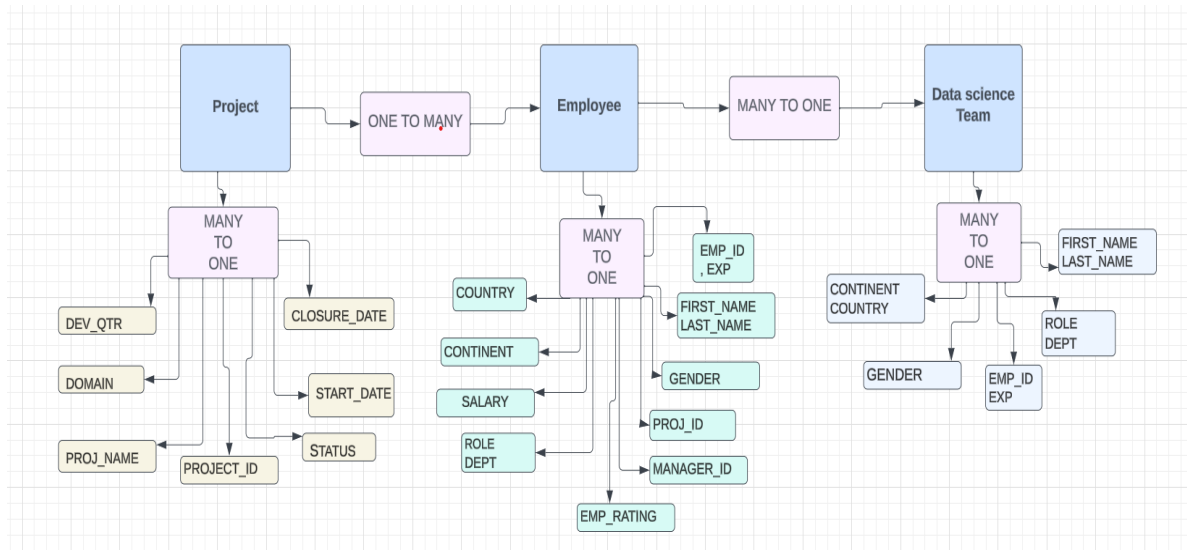 Project
ONE TO MANY
Employee
MANY TO ONE
Data science
Team
MANY
TO
ONE
DEV_QTR
CLOSURE_DATE
DOMAIN
START_DATE
PROJ_NAME
PROJECT_ID
STATUS
MANY
TO
ONE
EMP_ID
, EXP
COUNTRY
FIRST_NAME
LAST_NAME
CONTINENT
GENDER
SALARY
PROJ_ID
ROLE
DEPT
MANAGER_ID
EMP_RATING
MANY
TO
ONE
FIRST_NAME
LAST_NAME
CONTINENT
COUNTRY
ROLE
DEPT
GENDER
EMP_ID
EXP